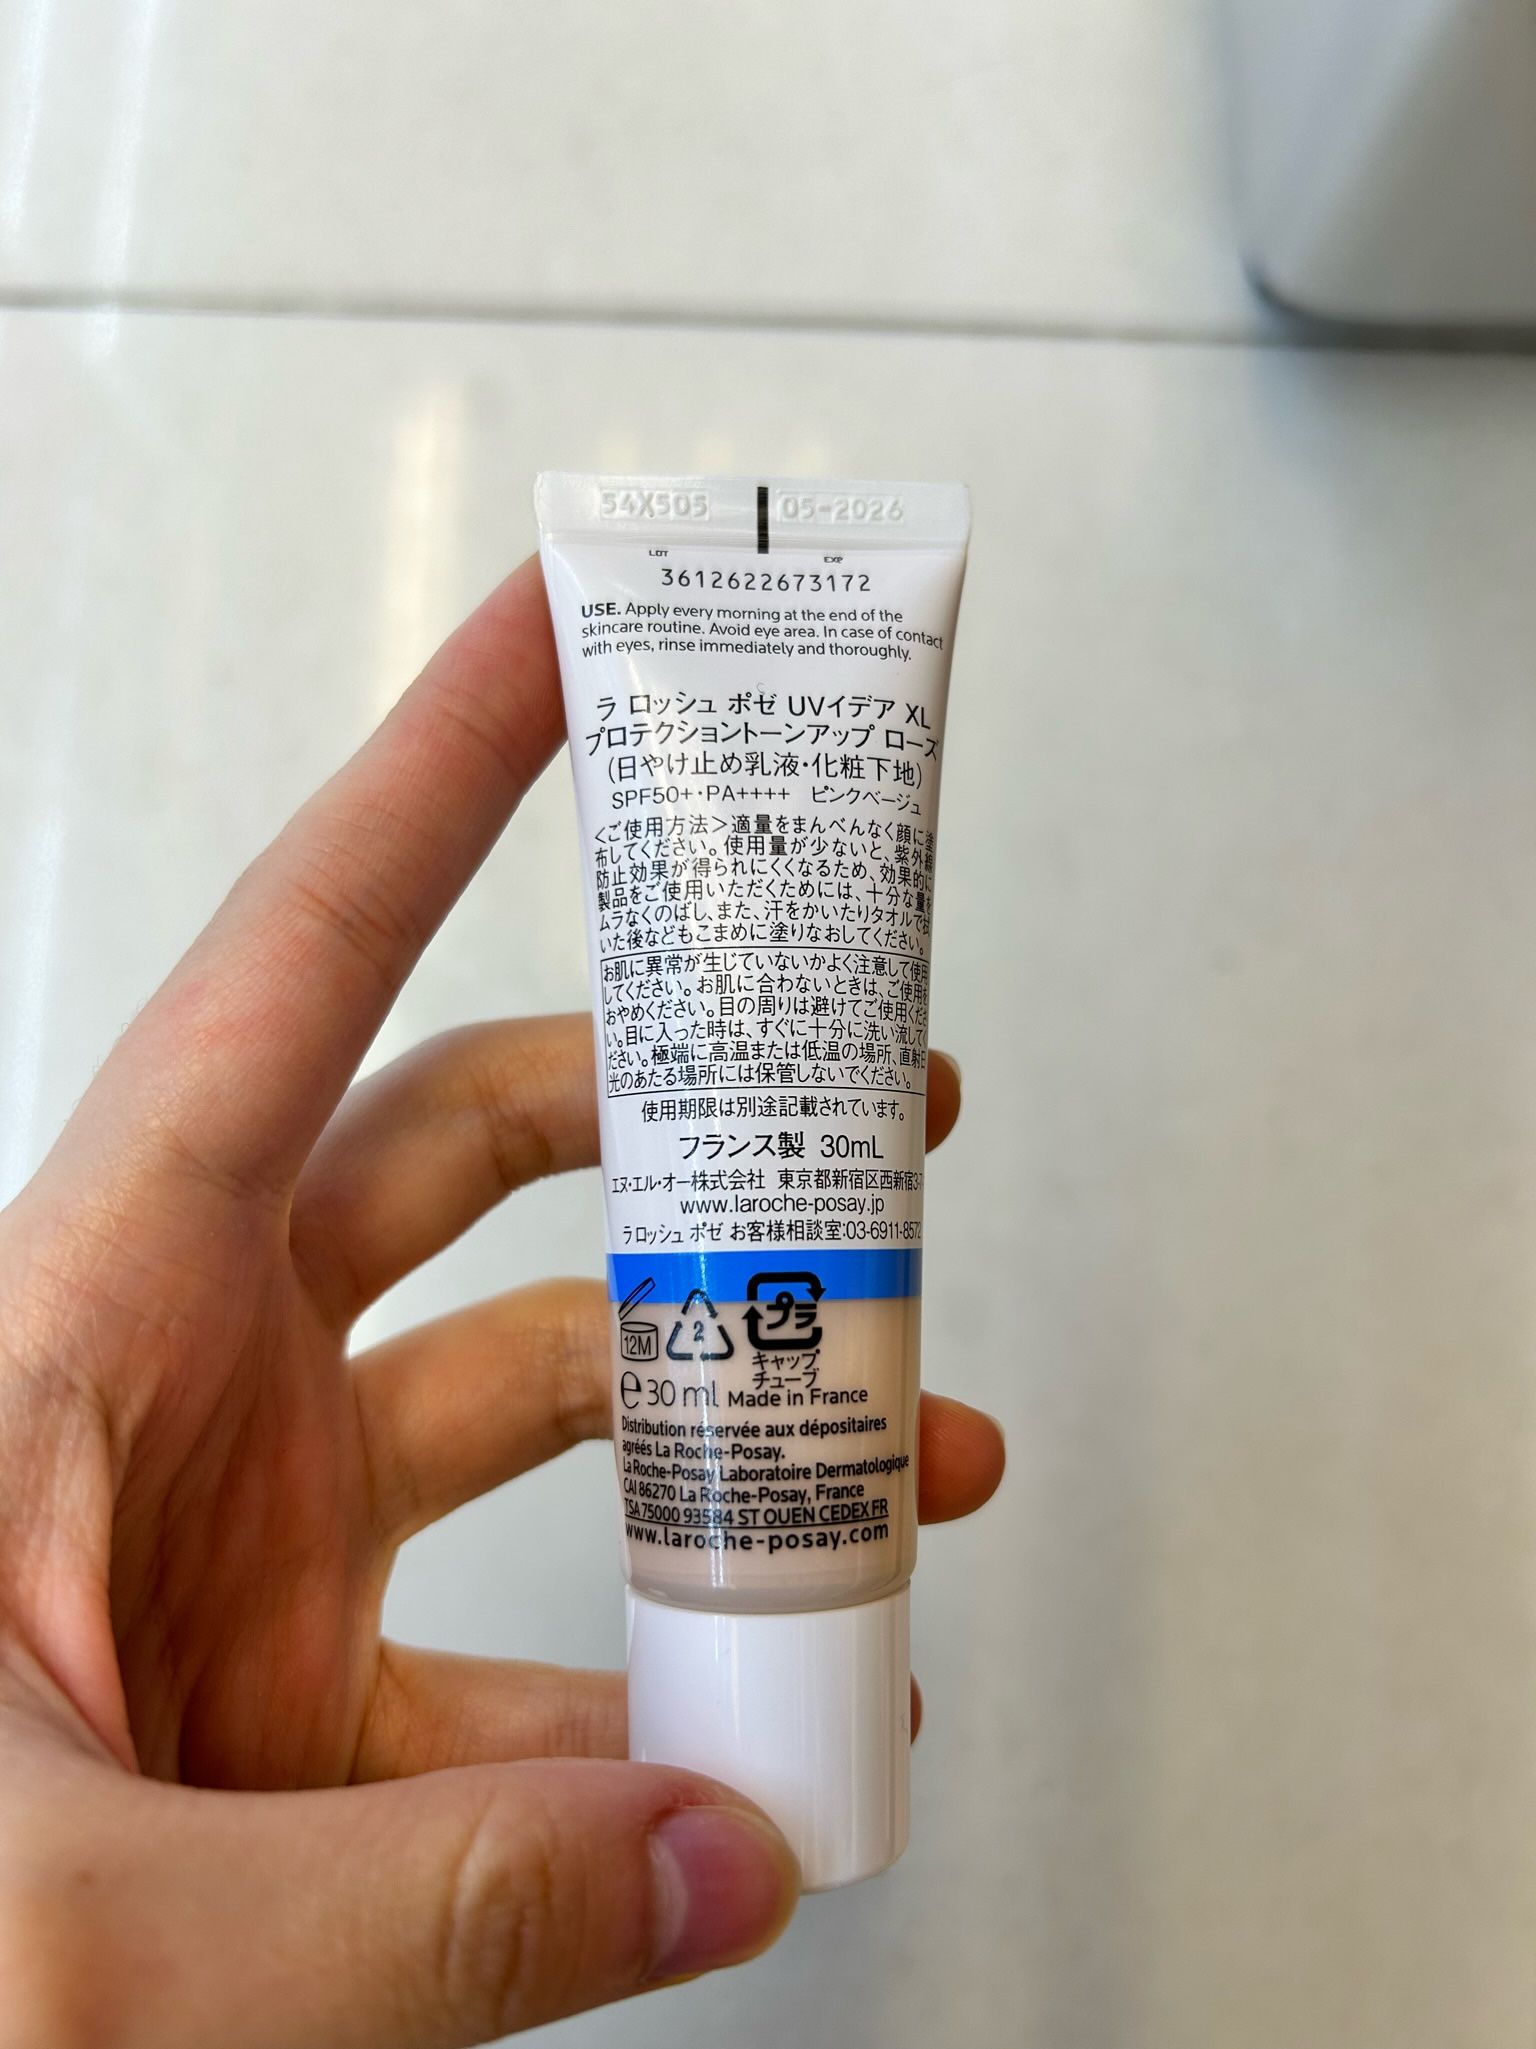 54X505 05-2026
LOT EXP
3612622673172
USE. Apply every morning at the end of the
skincare routine. Avoid eye area. In case of contact
with eyes, rinse immediately and thoroughly.
ラ ロッシュ ポゼ UVイデア XL
プロテクショントーンアップ ローズ
(日やけ止め乳液・化粧下地)
SPF50+・PA++++ ピンクベージュ
<ご使用方法>適量をまんべんなく顔に塗
布してください。使用量が少ないと、紫外線
防止効果が得られにくくなるため、効果的に
製品をご使用いただくためには、十分な量を
ムラなくのばし、また、汗をかいたりタオルで拭
いた後などもこまめに塗りなおしてください。
お肌に異常が生じていないかよく注意して使用
してください。お肌に合わないときは、ご使用を
おやめください。目の周りは避けてご使用くださ
い。目に入った時は、すぐに十分に洗い流してく
ださい。極端に高温または低温の場所、直射日
光のあたる場所には保管しないでください。
使用期限は別途記載されています。
フランス製 30mL
エヌ・エル・オー株式会社 東京都新宿区西新宿3-7
www.laroche-posay.jp
ラ ロッシュ ポゼ お客様相談室:03-6911-8572
12M 2 プラ
キャップ
チューブ
e 30 ml Made in France
Distribution réservée aux dépositaires
agréés La Roche-Posay.
La Roche-Posay Laboratoire Dermatologique
CAI 86270 La Roche-Posay, France
TSA 75000 93584 ST OUEN CEDEX FR
www.laroche-posay.com